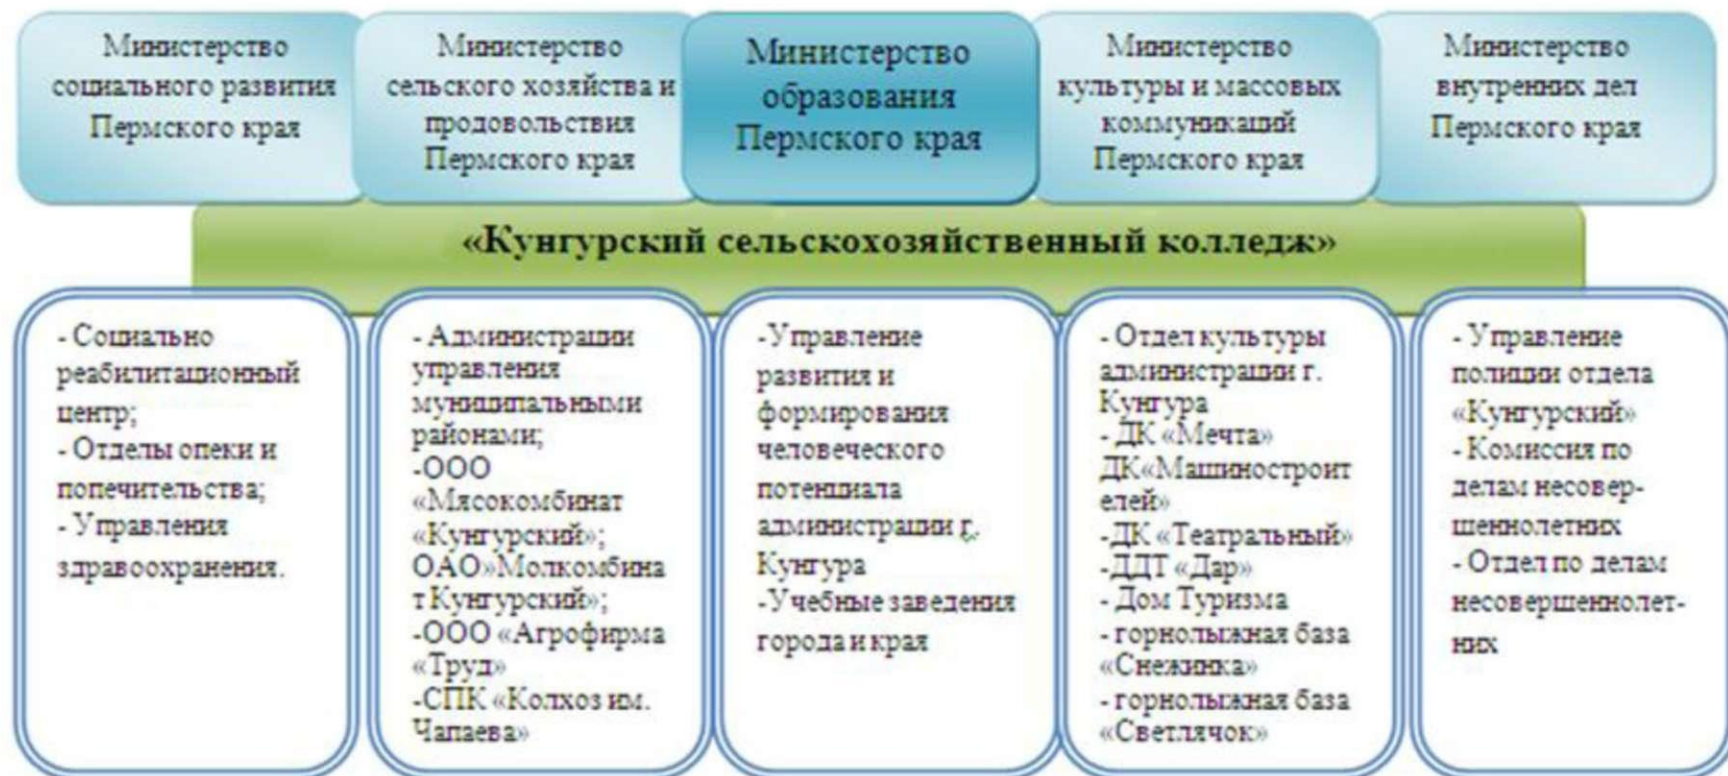 Министерство
социального развития
Пермского края
Министерство
сельского хозяйства и
продовольствия
Пермского края
Министерство
образования
Пермского края
Министерство
культуры и массовых
коммуникаций
Пермского края
Министерство
внутренних дел
Пермского края
«Кунгурский сельскохозяйственный колледж»
- Социально
реабилитационный
центр;
- Отделы опеки и
попечительства;
- Управления
здравоохранения.
- Администрации
управления
муниципальными
районами;
-ООО
«Мясокомбинат
«Кунгурский»;
ОАО»Молкомбина
т Кунгурский»;
-ООО «Агрофирма
«Труд»
-СПК «Колхоз им.
Чапаева»
-Управление
развития и
формирования
человеческого
потенциала
администрации г.
Кунгура
-Учебные заведения
города и края
- Отдел культуры
администрации г.
Кунгура
- ДК «Мечта»
ДК«Машиностроит
елей»
-ДК «Театральный»
-ДДТ «Дар»
- Дом Туризма
- горнолыжная база
«Снежинка»
- горнолыжная база
«Светлячок»
- Управление
полиции отдела
«Кунгурский»
- Комиссия по
делам несовер-
шеннолетних
- Отдел по делам
несовершеннолет-
них